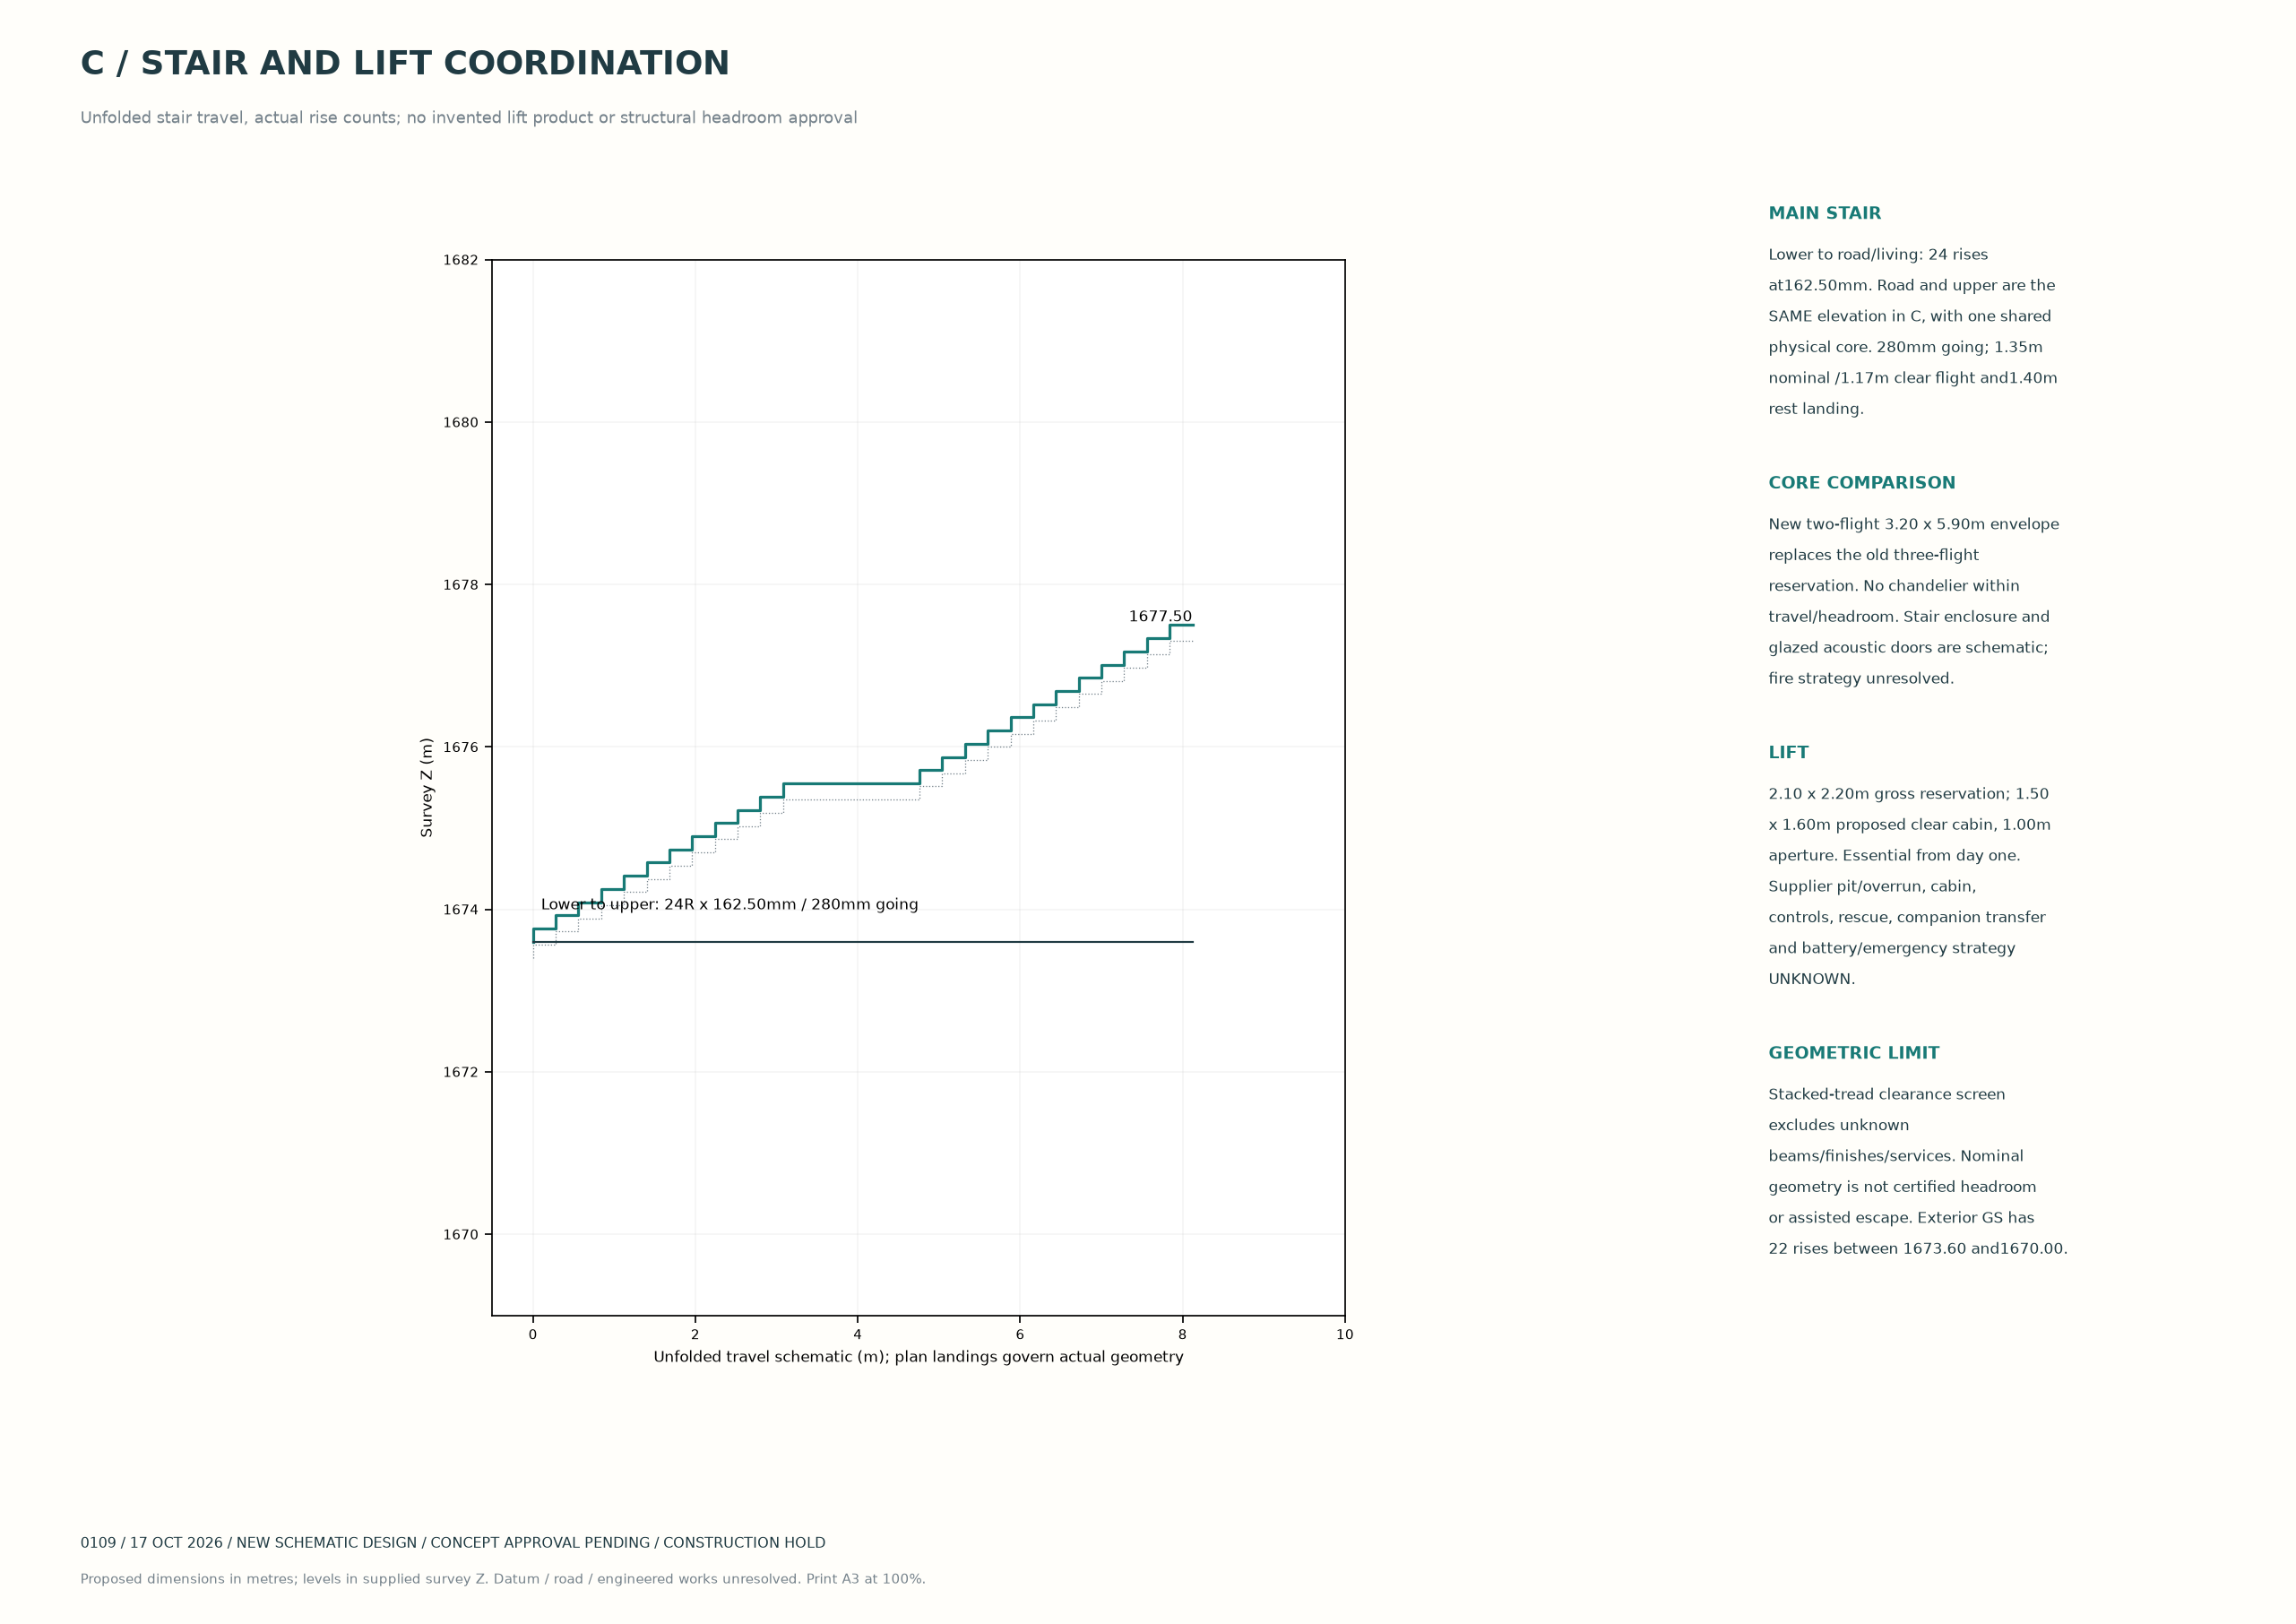 C / STAIR AND LIFT COORDINATION
Unfolded stair travel, actual rise counts; no invented lift product or structural headroom approval
1682
1680
1678
1676
1674
1672
1670
Survey Z (m)
1677.50
Lower to upper: 24R x 162.50mm / 280mm going
0
2
4
6
8
10
Unfolded travel schematic (m); plan landings govern actual geometry
MAIN STAIR
Lower to road/living: 24 rises
at162.50mm. Road and upper are the
SAME elevation in C, with one shared
physical core. 280mm going; 1.35m
nominal /1.17m clear flight and1.40m
rest landing.
CORE COMPARISON
New two-flight 3.20 x 5.90m envelope
replaces the old three-flight
reservation. No chandelier within
travel/headroom. Stair enclosure and
glazed acoustic doors are schematic;
fire strategy unresolved.
LIFT
2.10 x 2.20m gross reservation; 1.50
x 1.60m proposed clear cabin, 1.00m
aperture. Essential from day one.
Supplier pit/overrun, cabin,
controls, rescue, companion transfer
and battery/emergency strategy
UNKNOWN.
GEOMETRIC LIMIT
Stacked-tread clearance screen
excludes unknown
beams/finishes/services. Nominal
geometry is not certified headroom
or assisted escape. Exterior GS has
22 rises between 1673.60 and1670.00.
0109 / 17 OCT 2026 / NEW SCHEMATIC DESIGN / CONCEPT APPROVAL PENDING / CONSTRUCTION HOLD
Proposed dimensions in metres; levels in supplied survey Z. Datum / road / engineered works unresolved. Print A3 at 100%.